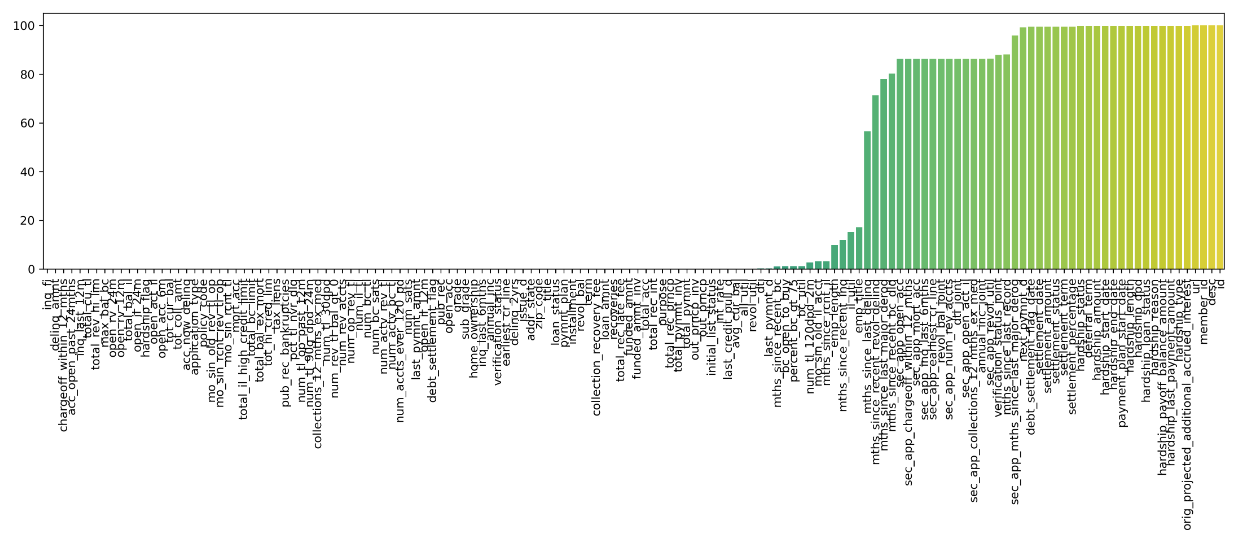 100
80
60
40
20
0
inq_fi
delinq_amnt
chargeoff_within_12_mths
acc_open_past_24mths
inq_last_12m
total_cu_tl
total_rev_hi_lim
max_bal_bc
open_rv_24m
open_rv_12m
total_bal_il
open_il_24m
hardship_flag
open_act_il
open_acc_6m
tot_cur_bal
tot_coll_amt
acc_now_delinq
application_type
policy_code
mo_sin_old_rev_tl_op
mo_sin_rcnt_rev_tl_op
mo_sin_rcnt_tl
mort_acc
total_il_high_credit_limit
total_bc_limit
total_bal_ex_mort
tot_hi_cred_lim
tax_liens
pub_rec_bankruptcies
pct_tl_nvr_dlq
num_tl_op_past_12m
num_tl_90g_dpd_24m
collections_12_mths_ex_med
num_tl_30dpd
num_rev_tl_bal_gt_0
num_rev_accts
num_op_rev_tl
num_il_tl
num_bc_tl
num_bc_sats
num_actv_rev_tl
num_actv_bc_tl
num_accts_ever_120_pd
num_sats
last_pymnt_amnt
open_il_12m
debt_settlement_flag
pub_rec
open_acc
grade
sub_grade
home_ownership
inq_last_6mths
annual_inc
verification_status
earliest_cr_line
delinq_2yrs
issue_d
addr_state
zip_code
title
loan_status
pymnt_plan
installment
revol_bal
term
collection_recovery_fee
loan_amnt
recoveries
total_rec_late_fee
funded_amnt
funded_amnt_inv
total_acc
total_rec_int
purpose
total_rec_prncp
total_pymnt_inv
total_pymnt
out_prncp_inv
out_prncp
initial_list_status
int_rate
last_credit_pull_d
avg_cur_bal
all_util
revol_util
dti
last_pymnt_d
mths_since_recent_bc
bc_open_to_buy
percent_bc_gt_75
bc_util
num_tl_120dpd_2m
mo_sin_old_il_acct
mths_since_rcnt_il
emp_length
mths_since_recent_inq
il_util
emp_title
mths_since_last_delinq
mths_since_recent_revol_delinq
mths_since_last_major_derog
mths_since_recent_bc_dlq
sec_app_open_act_il
sec_app_chargeoff_within_12_mths
sec_app_mort_acc
sec_app_inq_last_6mths
sec_app_earliest_cr_line
revol_bal_joint
sec_app_num_rev_accts
dti_joint
sec_app_open_acc
sec_app_collections_12_mths_ex_med
annual_inc_joint
sec_app_revol_util
verification_status_joint
mths_since_last_record
sec_app_mths_since_last_major_derog
next_pymnt_d
debt_settlement_flag_date
settlement_date
settlement_amount
settlement_status
settlement_term
settlement_percentage
hardship_status
deferral_term
hardship_amount
hardship_start_date
hardship_end_date
payment_plan_start_date
hardship_length
hardship_dpd
hardship_loan_status
hardship_reason
hardship_payoff_balance_amount
hardship_last_payment_amount
hardship_type
orig_projected_additional_accrued_interest
url
member_id
desc
id